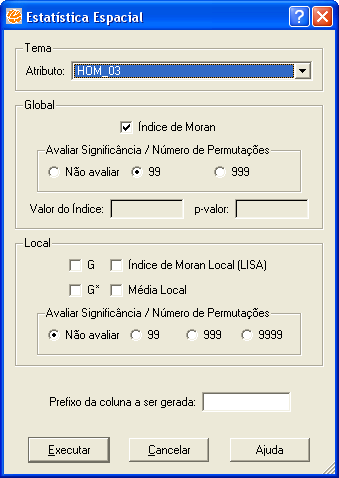 Estatística Espacial
Tema
Atributo: HOM_03
Global
Índice de Moran
Avaliar Significância / Número de Permutações
Não avaliar 99 999
Valor do Índice: p-valor:
Local
G Índice de Moran Local (LISA)
G* Média Local
Avaliar Significância / Número de Permutações
Não avaliar 99 999 9999
Prefixo da coluna a ser gerada:
Executar Cancelar Ajuda